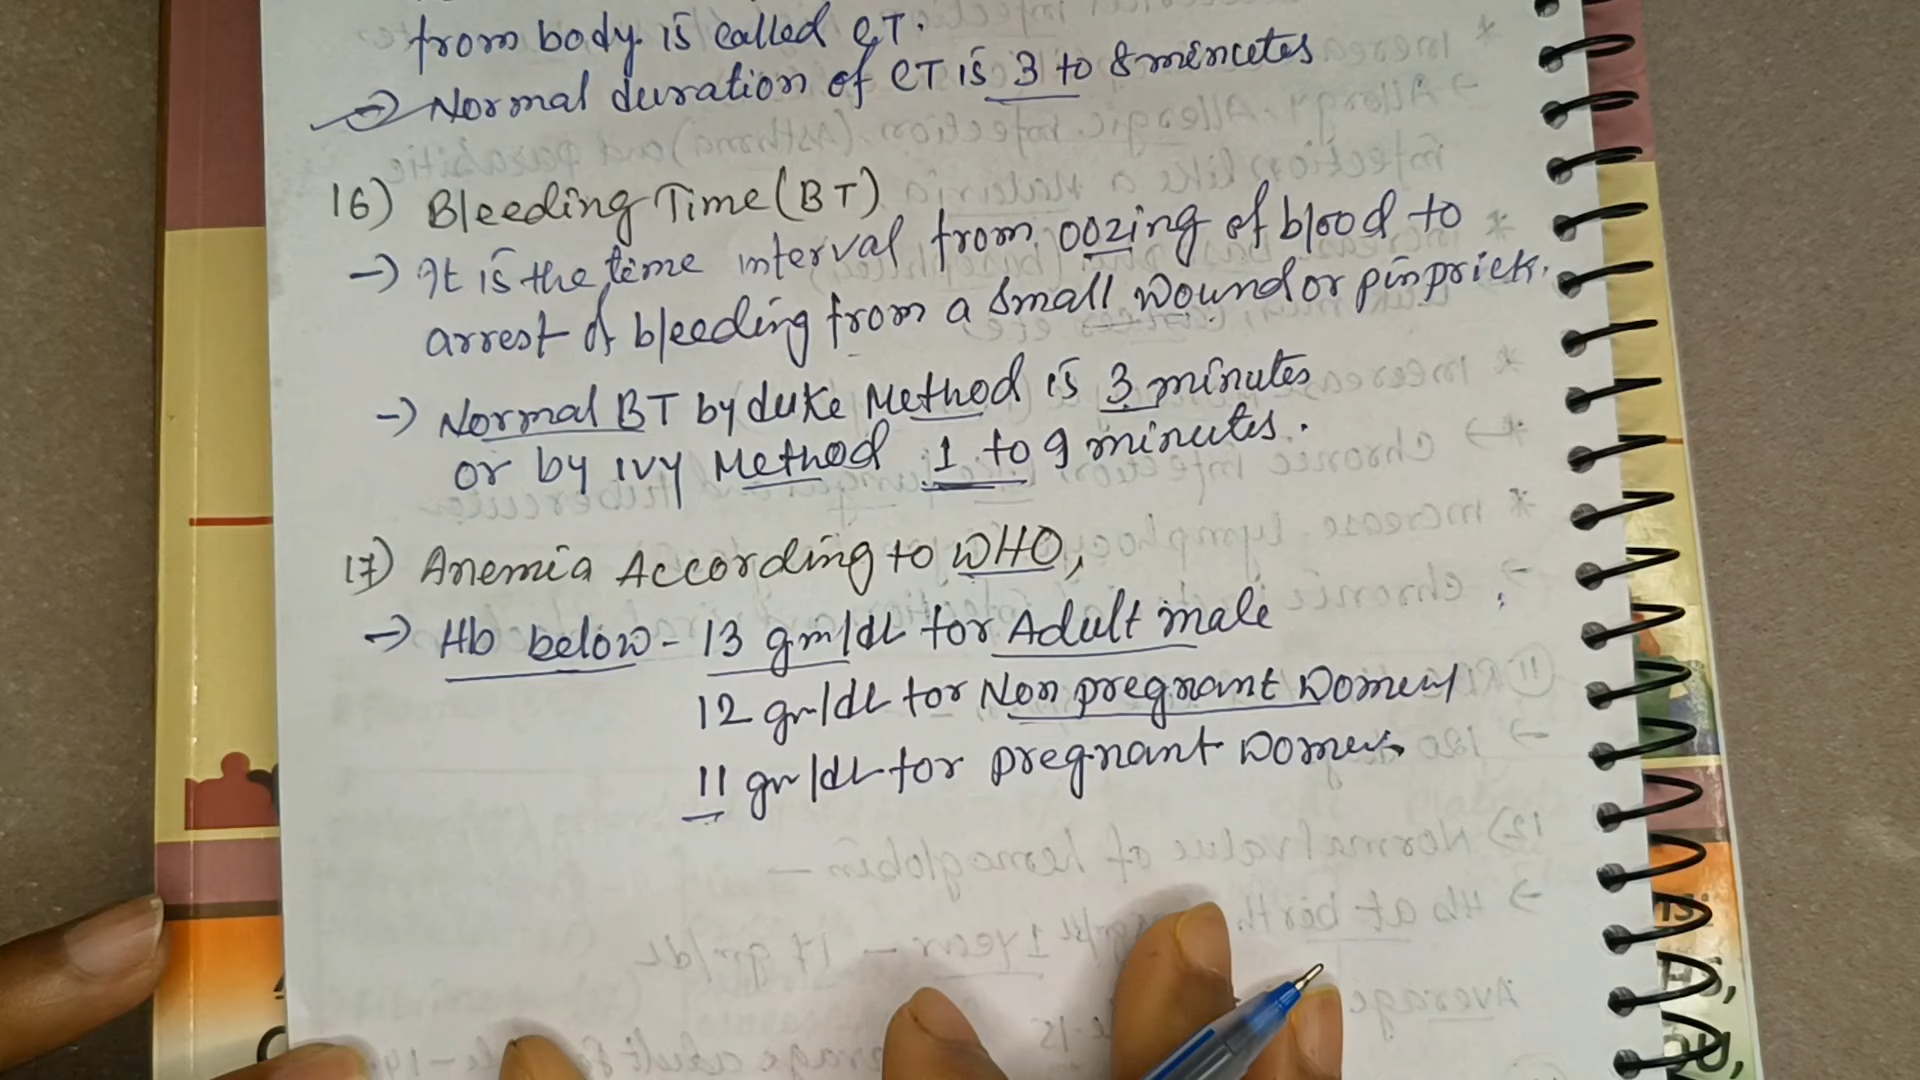 from body is called CT.
→ Normal duration of CT is 3 to 8 minutes
16) Bleeding Time (BT)
→ It is the time interval from oozing of blood to
arrest of bleeding from a small wound or pinprick.
→ Normal BT by duke Method is 3 minutes
or by IVY Method 1 to 9 minutes.
17) Anemia According to WHO,
→ Hb below - 13 gm/dL for Adult male
12 gm/dL for Non pregnant women
11 gm/dL for pregnant women